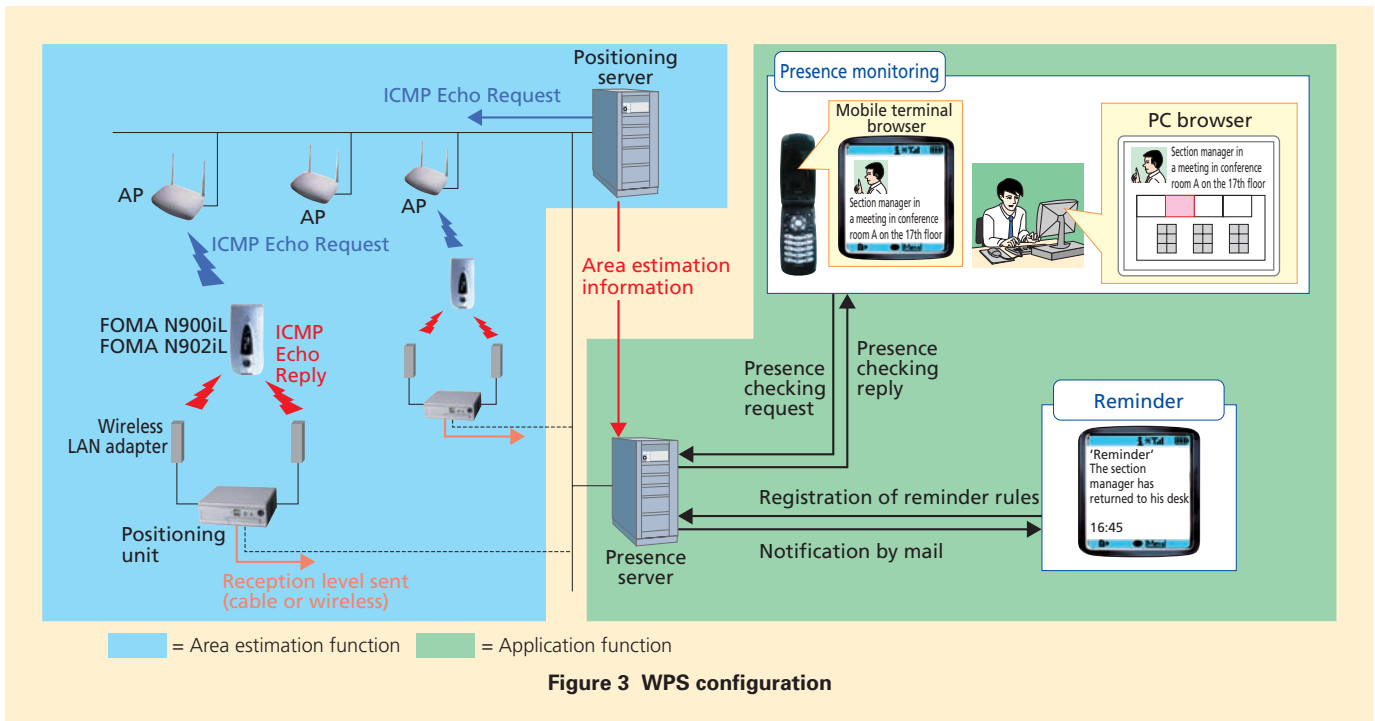 Positioning
server
ICMP Echo Request
AP
AP
AP
ICMP Echo Request
FOMA N900iL
FOMA N902iL
ICMP
Echo
Reply
Wireless
LAN adapter
Positioning
unit
Reception level sent
(cable or wireless)
Area estimation
information
Presence monitoring
Mobile terminal
browser
Section manager in
a meeting in conference
room A on the 17th floor
Menu
PC browser
Section manager in
a meeting in conference
room A on the 17th floor
Presence
checking
request
Presence
checking
reply
Reminder
'Reminder'
The section
manager has
returned to his desk
16:45
Menu
Registration of reminder rules
Notification by mail
Presence
server
= Area estimation function
= Application function
Figure 3 WPS configuration